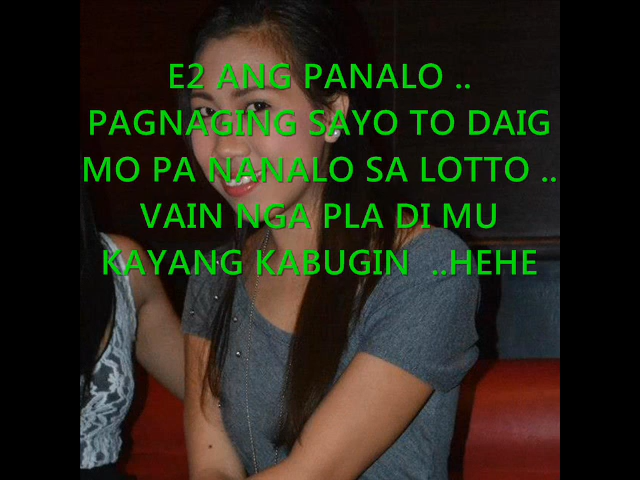 E2 ANG PANALO ..
PAGNAGING SAYO TO DAIG
MO PA NANALO SA LOTTO ..
VAIN NGA PLA DI MU
KAYANG KABUGIN ..HEHE